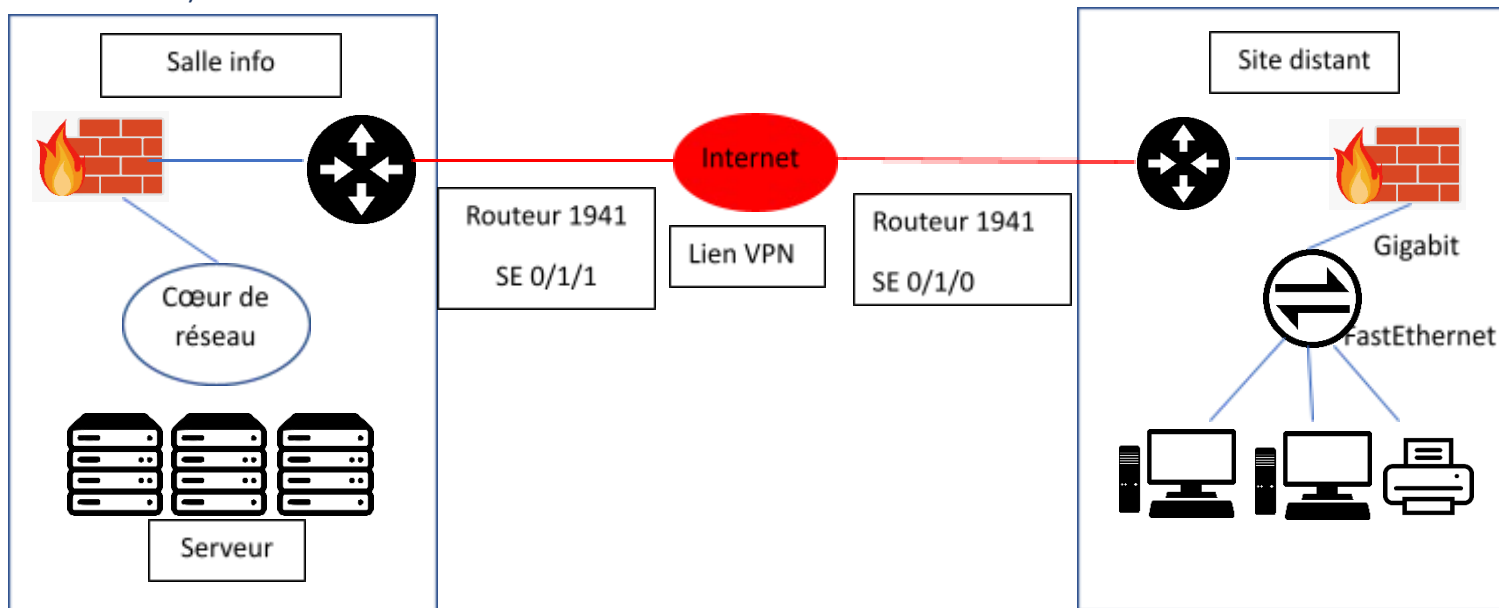 Salle info
Site distant
Internet
Routeur 1941
SE 0/1/1
Lien VPN
Routeur 1941
SE 0/1/0
Gigabit
FastEthernet
Cœur de
réseau
Serveur